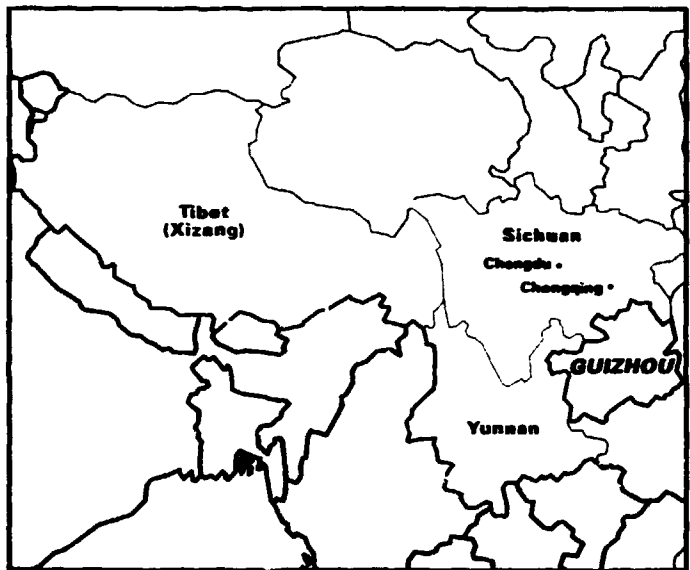 Tibet
(Xizang)
Sichuan
Chengdu
Chongqing
GUIZHOU
Yunnan